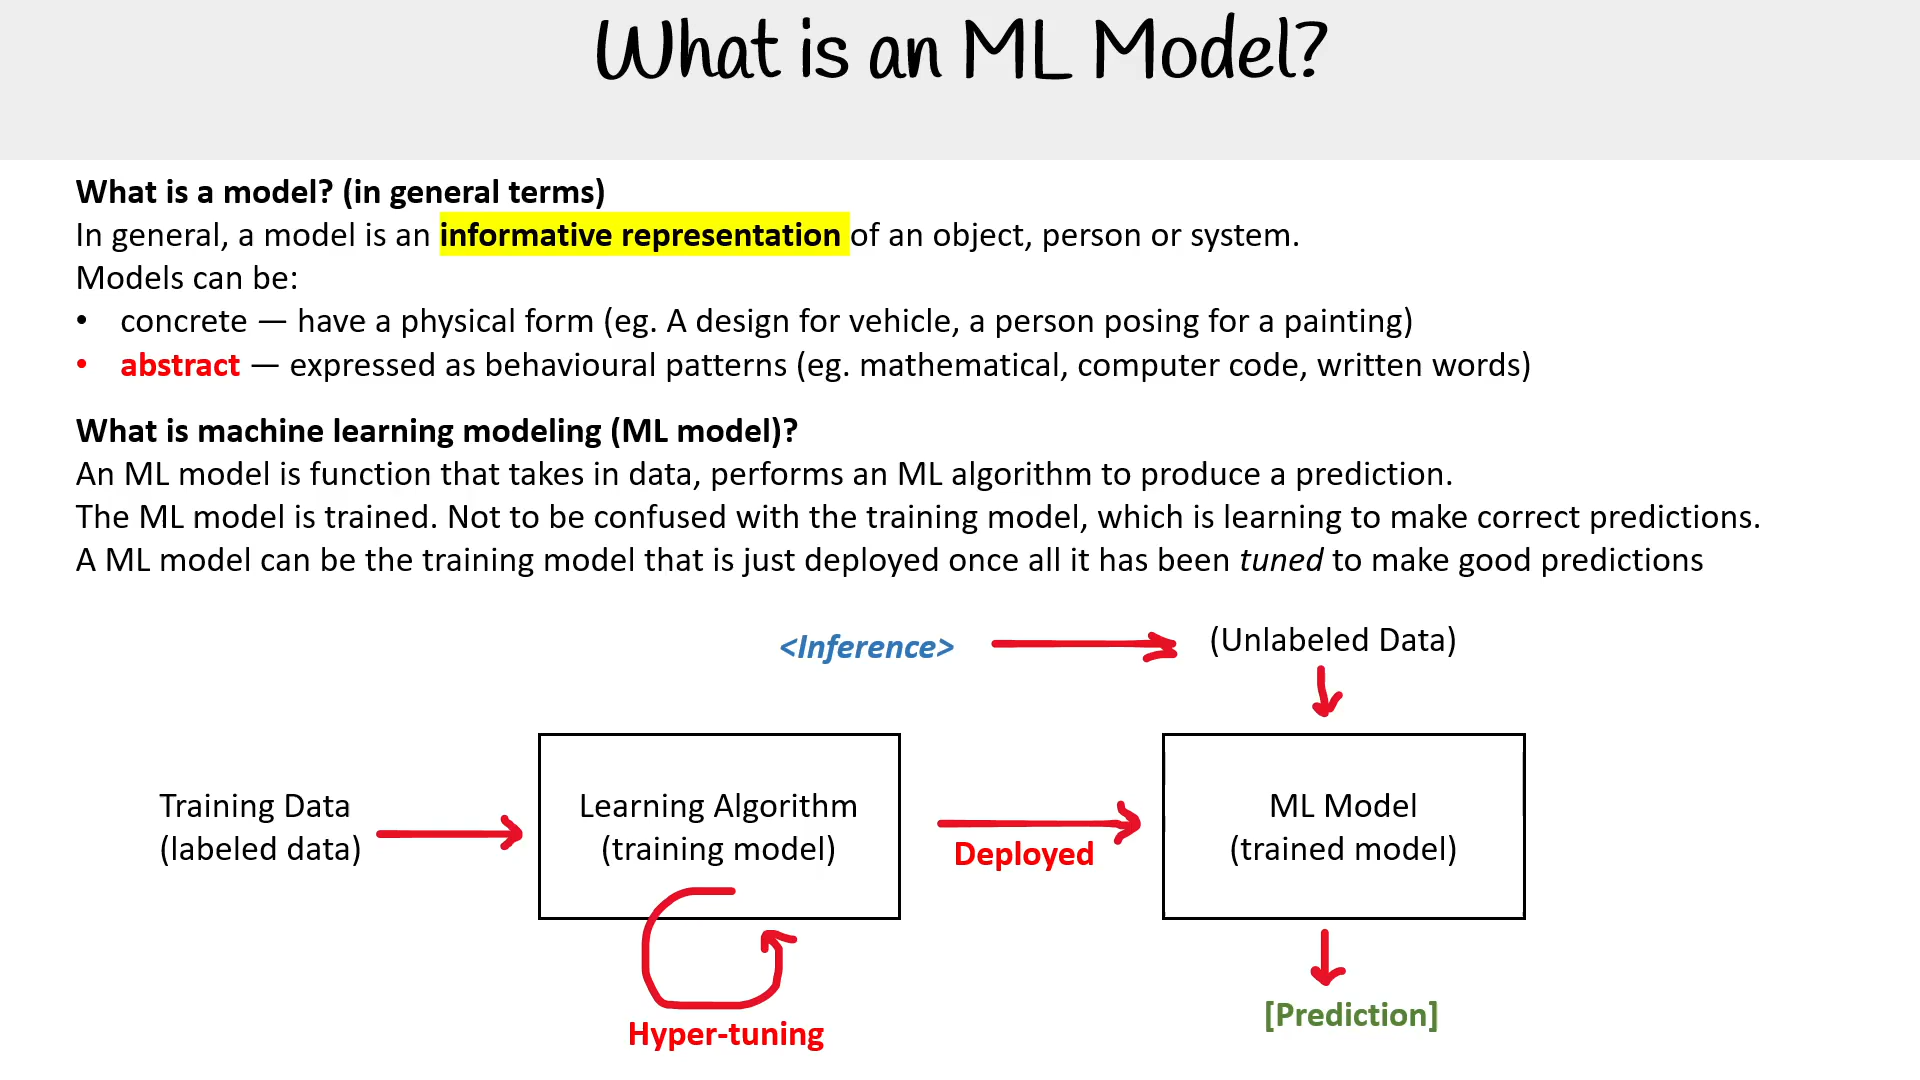 What is an ML Model?
What is a model? (in general terms)
In general, a model is an informative representation of an object, person or system.
Models can be:
• concrete — have a physical form (eg. A design for vehicle, a person posing for a painting)
• abstract — expressed as behavioural patterns (eg. mathematical, computer code, written words)
What is machine learning modeling (ML model)?
An ML model is function that takes in data, performs an ML algorithm to produce a prediction.
The ML model is trained. Not to be confused with the training model, which is learning to make correct predictions.
A ML model can be the training model that is just deployed once all it has been tuned to make good predictions
<Inference>
(Unlabeled Data)
Training Data
(labeled data)
Learning Algorithm
(training model)
Deployed
ML Model
(trained model)
Hyper-tuning
[Prediction]